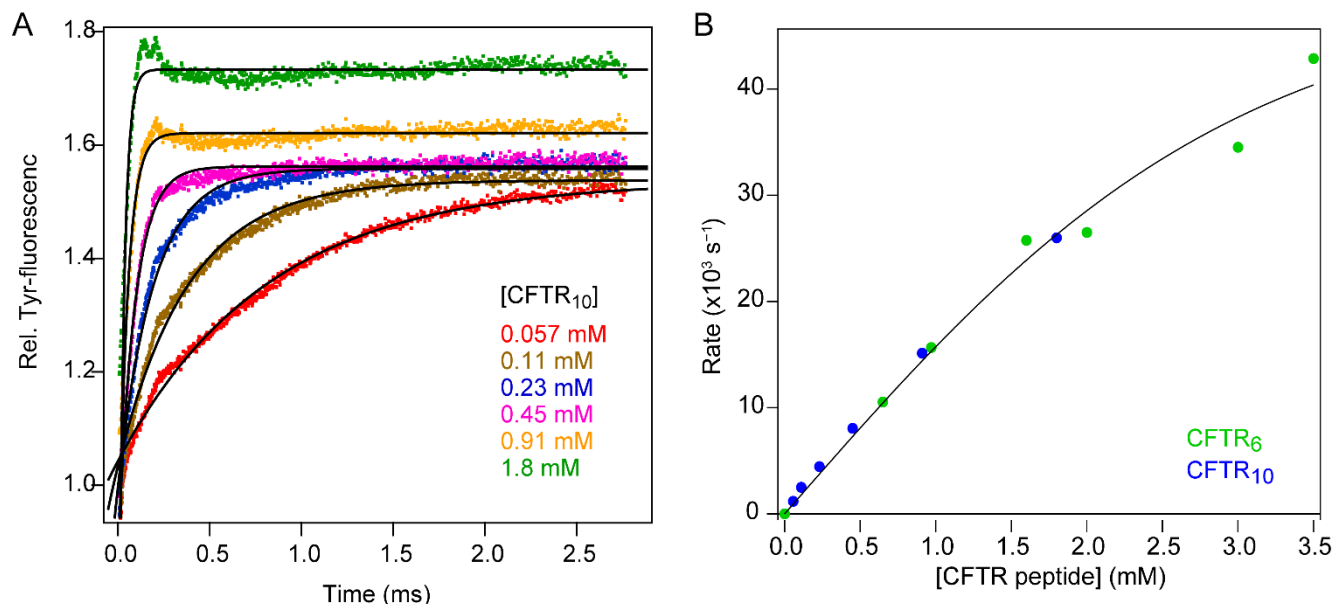 A
Rel. Tyr-fluorescenc
1.8
1.6
1.4
1.2
1.0
[CFTR10]
0.057 mM
0.11 mM
0.23 mM
0.45 mM
0.91 mM
1.8 mM
0.0 0.5 1.0 1.5 2.0 2.5
Time (ms)
B
Rate (x10³ s⁻¹)
40
30
20
10
0
CFTR6
CFTR10
0.0 0.5 1.0 1.5 2.0 2.5 3.0 3.5
[CFTR peptide] (mM)